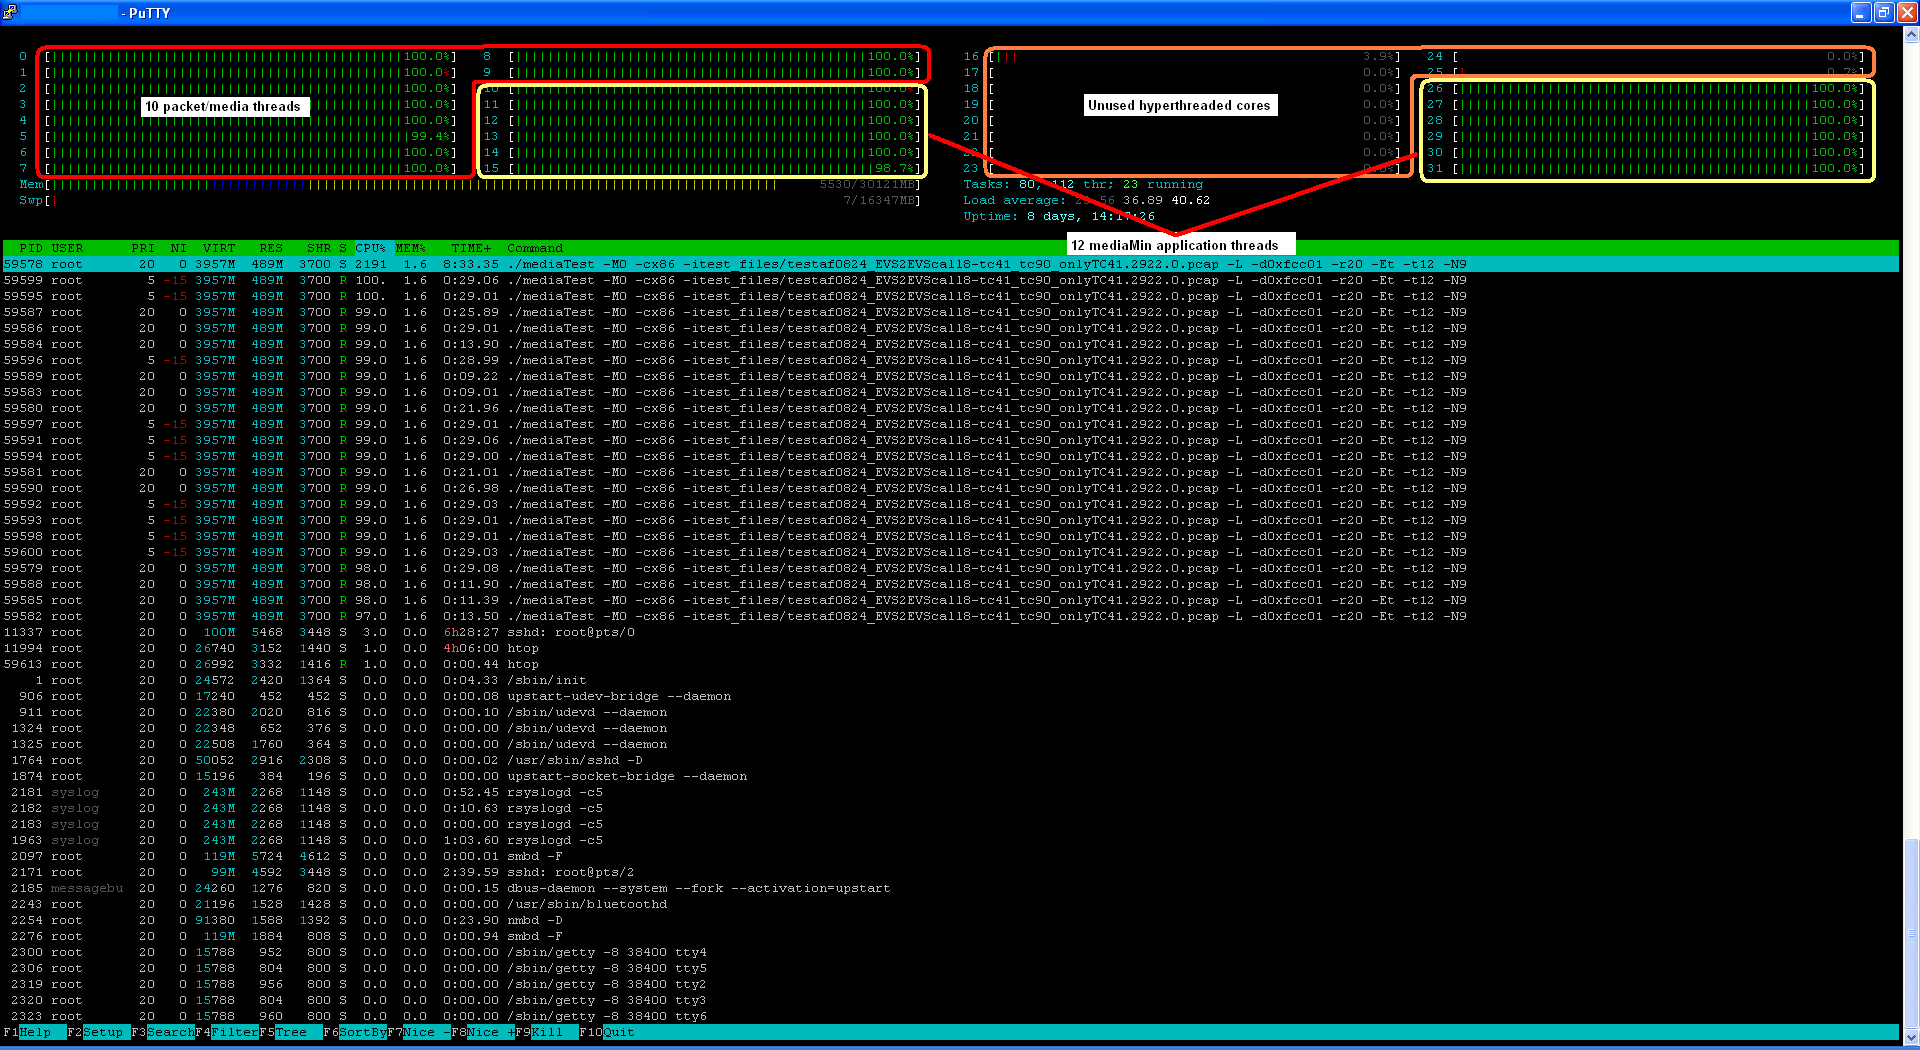 - PuTTY
0 [100.0%] 8 [100.0%] 16 [3.9%] 24 [0.0%]
1 [100.0%] 9 [100.0%] 17 [0.0%] 25 [0.7%]
2 [100.0%] 10 [100.0%] 18 [0.0%] 26 [100.0%]
3 [100.0%] 11 [100.0%] 19 [0.0%] 27 [100.0%]
10 packet/media threads
Unused hyperthreaded cores
4 [100.0%] 12 [100.0%] 20 [0.0%] 28 [100.0%]
5 [99.4%] 13 [100.0%] 21 [0.0%] 29 [100.0%]
6 [100.0%] 14 [100.0%] 22 [0.0%] 30 [100.0%]
7 [100.0%] 15 [98.7%] 23 31 [100.0%]
Mem[5530/30121MB] Tasks: 80, 112 thr; 23 running
Swp[7/16347MB] Load average: 36.89 40.62
Uptime: 8 days,
12 mediaMin application threads
PID USER PRI NI VIRT RES SHR S CPU% MEM% TIME+ Command
59578 root 20 0 3957M 489M 3700 S 2191 1.6 8:33.35 ./mediaTest -M0 -cx86 -itest_files/testaf0824_EVS2EVScall8-tc41_tc90_onlyTC41.2922.0.pcap -L -d0xfcc01 -r20 -Et -t12 -N9
59599 root 5 -15 3957M 489M 3700 R 100. 1.6 0:29.06 ./mediaTest -M0 -cx86 -itest_files/testaf0824_EVS2EVScall8-tc41_tc90_onlyTC41.2922.0.pcap -L -d0xfcc01 -r20 -Et -t12 -N9
59595 root 5 -15 3957M 489M 3700 R 100. 1.6 0:29.01 ./mediaTest -M0 -cx86 -itest_files/testaf0824_EVS2EVScall8-tc41_tc90_onlyTC41.2922.0.pcap -L -d0xfcc01 -r20 -Et -t12 -N9
59587 root 20 0 3957M 489M 3700 R 99.0 1.6 0:25.89 ./mediaTest -M0 -cx86 -itest_files/testaf0824_EVS2EVScall8-tc41_tc90_onlyTC41.2922.0.pcap -L -d0xfcc01 -r20 -Et -t12 -N9
59586 root 20 0 3957M 489M 3700 R 99.0 1.6 0:29.01 ./mediaTest -M0 -cx86 -itest_files/testaf0824_EVS2EVScall8-tc41_tc90_onlyTC41.2922.0.pcap -L -d0xfcc01 -r20 -Et -t12 -N9
59584 root 20 0 3957M 489M 3700 R 99.0 1.6 0:13.90 ./mediaTest -M0 -cx86 -itest_files/testaf0824_EVS2EVScall8-tc41_tc90_onlyTC41.2922.0.pcap -L -d0xfcc01 -r20 -Et -t12 -N9
59596 root 5 -15 3957M 489M 3700 R 99.0 1.6 0:28.99 ./mediaTest -M0 -cx86 -itest_files/testaf0824_EVS2EVScall8-tc41_tc90_onlyTC41.2922.0.pcap -L -d0xfcc01 -r20 -Et -t12 -N9
59589 root 20 0 3957M 489M 3700 R 99.0 1.6 0:09.22 ./mediaTest -M0 -cx86 -itest_files/testaf0824_EVS2EVScall8-tc41_tc90_onlyTC41.2922.0.pcap -L -d0xfcc01 -r20 -Et -t12 -N9
59583 root 20 0 3957M 489M 3700 R 99.0 1.6 0:09.01 ./mediaTest -M0 -cx86 -itest_files/testaf0824_EVS2EVScall8-tc41_tc90_onlyTC41.2922.0.pcap -L -d0xfcc01 -r20 -Et -t12 -N9
59580 root 20 0 3957M 489M 3700 R 99.0 1.6 0:21.96 ./mediaTest -M0 -cx86 -itest_files/testaf0824_EVS2EVScall8-tc41_tc90_onlyTC41.2922.0.pcap -L -d0xfcc01 -r20 -Et -t12 -N9
59597 root 5 -15 3957M 489M 3700 R 99.0 1.6 0:29.01 ./mediaTest -M0 -cx86 -itest_files/testaf0824_EVS2EVScall8-tc41_tc90_onlyTC41.2922.0.pcap -L -d0xfcc01 -r20 -Et -t12 -N9
59591 root 5 -15 3957M 489M 3700 R 99.0 1.6 0:29.06 ./mediaTest -M0 -cx86 -itest_files/testaf0824_EVS2EVScall8-tc41_tc90_onlyTC41.2922.0.pcap -L -d0xfcc01 -r20 -Et -t12 -N9
59594 root 5 -15 3957M 489M 3700 R 99.0 1.6 0:29.00 ./mediaTest -M0 -cx86 -itest_files/testaf0824_EVS2EVScall8-tc41_tc90_onlyTC41.2922.0.pcap -L -d0xfcc01 -r20 -Et -t12 -N9
59581 root 20 0 3957M 489M 3700 R 99.0 1.6 0:21.01 ./mediaTest -M0 -cx86 -itest_files/testaf0824_EVS2EVScall8-tc41_tc90_onlyTC41.2922.0.pcap -L -d0xfcc01 -r20 -Et -t12 -N9
59590 root 20 0 3957M 489M 3700 R 99.0 1.6 0:26.98 ./mediaTest -M0 -cx86 -itest_files/testaf0824_EVS2EVScall8-tc41_tc90_onlyTC41.2922.0.pcap -L -d0xfcc01 -r20 -Et -t12 -N9
59592 root 5 -15 3957M 489M 3700 R 99.0 1.6 0:29.03 ./mediaTest -M0 -cx86 -itest_files/testaf0824_EVS2EVScall8-tc41_tc90_onlyTC41.2922.0.pcap -L -d0xfcc01 -r20 -Et -t12 -N9
59593 root 5 -15 3957M 489M 3700 R 99.0 1.6 0:29.01 ./mediaTest -M0 -cx86 -itest_files/testaf0824_EVS2EVScall8-tc41_tc90_onlyTC41.2922.0.pcap -L -d0xfcc01 -r20 -Et -t12 -N9
59598 root 5 -15 3957M 489M 3700 R 99.0 1.6 0:29.01 ./mediaTest -M0 -cx86 -itest_files/testaf0824_EVS2EVScall8-tc41_tc90_onlyTC41.2922.0.pcap -L -d0xfcc01 -r20 -Et -t12 -N9
59600 root 5 -15 3957M 489M 3700 R 99.0 1.6 0:29.03 ./mediaTest -M0 -cx86 -itest_files/testaf0824_EVS2EVScall8-tc41_tc90_onlyTC41.2922.0.pcap -L -d0xfcc01 -r20 -Et -t12 -N9
59579 root 20 0 3957M 489M 3700 R 98.0 1.6 0:29.08 ./mediaTest -M0 -cx86 -itest_files/testaf0824_EVS2EVScall8-tc41_tc90_onlyTC41.2922.0.pcap -L -d0xfcc01 -r20 -Et -t12 -N9
59588 root 20 0 3957M 489M 3700 R 98.0 1.6 0:11.90 ./mediaTest -M0 -cx86 -itest_files/testaf0824_EVS2EVScall8-tc41_tc90_onlyTC41.2922.0.pcap -L -d0xfcc01 -r20 -Et -t12 -N9
59585 root 20 0 3957M 489M 3700 R 98.0 1.6 0:11.39 ./mediaTest -M0 -cx86 -itest_files/testaf0824_EVS2EVScall8-tc41_tc90_onlyTC41.2922.0.pcap -L -d0xfcc01 -r20 -Et -t12 -N9
59582 root 20 0 3957M 489M 3700 R 97.0 1.6 0:13.50 ./mediaTest -M0 -cx86 -itest_files/testaf0824_EVS2EVScall8-tc41_tc90_onlyTC41.2922.0.pcap -L -d0xfcc01 -r20 -Et -t12 -N9
11337 root 20 0 100M 5468 3448 S 3.0 0.0 6h28:27 sshd: root@pts/0
11994 root 20 0 26740 3152 1440 S 1.0 0.0 4h06:00 htop
59613 root 20 0 26992 3332 1416 R 1.0 0.0 0:00.44 htop
1 root 20 0 24572 2420 1364 S 0.0 0.0 0:04.33 /sbin/init
906 root 20 0 17240 452 452 S 0.0 0.0 0:00.08 upstart-udev-bridge --daemon
911 root 20 0 22380 2020 816 S 0.0 0.0 0:00.10 /sbin/udevd --daemon
1324 root 20 0 22348 652 376 S 0.0 0.0 0:00.00 /sbin/udevd --daemon
1325 root 20 0 22508 1760 364 S 0.0 0.0 0:00.00 /sbin/udevd --daemon
1764 root 20 0 50052 2916 2308 S 0.0 0.0 0:00.02 /usr/sbin/sshd -D
1874 root 20 0 15196 384 196 S 0.0 0.0 0:00.00 upstart-socket-bridge --daemon
2181 syslog 20 0 243M 2268 1148 S 0.0 0.0 0:52.45 rsyslogd -c5
2182 syslog 20 0 243M 2268 1148 S 0.0 0.0 0:10.63 rsyslogd -c5
2183 syslog 20 0 243M 2268 1148 S 0.0 0.0 0:00.00 rsyslogd -c5
1963 syslog 20 0 243M 2268 1148 S 0.0 0.0 1:03.60 rsyslogd -c5
2097 root 20 0 119M 5724 4612 S 0.0 0.0 0:00.01 smbd -F
2171 root 20 0 99M 4592 3448 S 0.0 0.0 2:39.59 sshd: root@pts/2
2185 messagebu 20 0 24260 1276 820 S 0.0 0.0 0:00.15 dbus-daemon --system --fork --activation=upstart
2243 root 20 0 21196 1528 1428 S 0.0 0.0 0:00.00 /usr/sbin/bluetoothd
2254 root 20 0 91380 1588 1392 S 0.0 0.0 0:23.90 nmbd -D
2276 root 20 0 119M 1884 808 S 0.0 0.0 0:00.94 smbd -F
2300 root 20 0 15788 952 800 S 0.0 0.0 0:00.00 /sbin/getty -8 38400 tty4
2306 root 20 0 15788 804 800 S 0.0 0.0 0:00.00 /sbin/getty -8 38400 tty5
2319 root 20 0 15788 956 800 S 0.0 0.0 0:00.00 /sbin/getty -8 38400 tty2
2320 root 20 0 15788 804 800 S 0.0 0.0 0:00.00 /sbin/getty -8 38400 tty3
2323 root 20 0 15788 960 800 S 0.0 0.0 0:00.00 /sbin/getty -8 38400 tty6
F1Help F2Setup F3SearchF4FilterF5Tree F6SortByF7Nice -F8Nice +F9Kill F10Quit